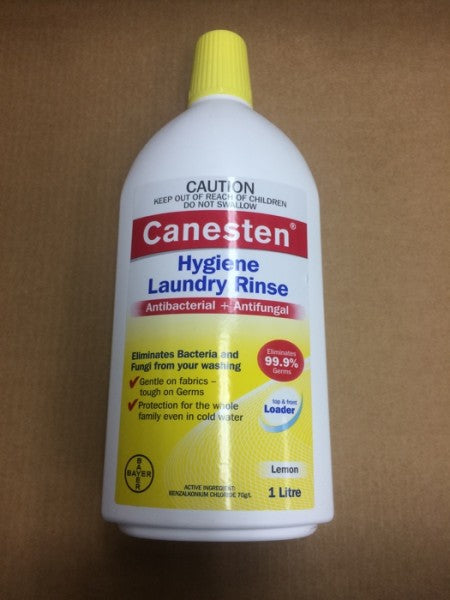 CAUTION
KEEP OUT OF REACH OF CHILDREN
DO NOT SWALLOW
Canesten®
Hygiene
Laundry Rinse
Antibacterial + Antifungal
Eliminates Bacteria and
Fungi from your washing
Gentle on fabrics –
tough on Germs
Protection for the whole
family even in cold water
Eliminates
99.9%
Germs
top & front
Loader
BAYER
BAYER
Lemon
ACTIVE INGREDIENT:
BENZALKONIUM CHLORIDE 70g/L
1 Litre